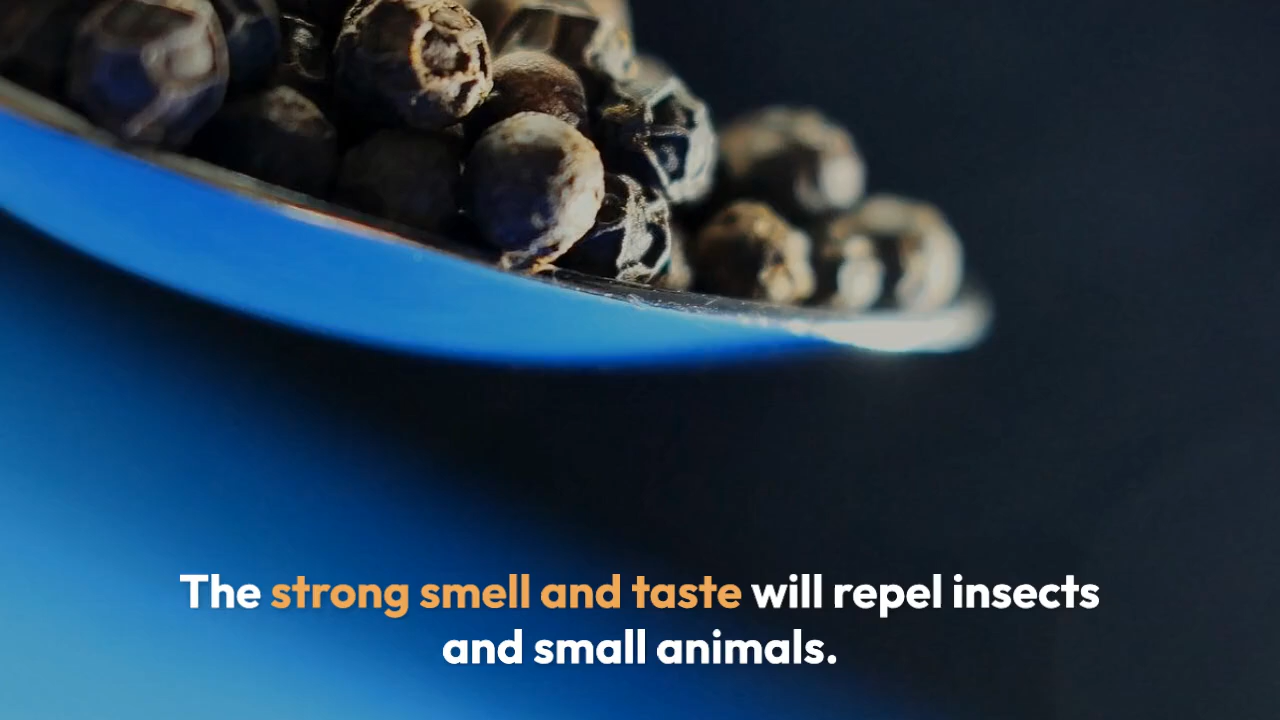 The strong smell and taste will repel insects
and small animals.